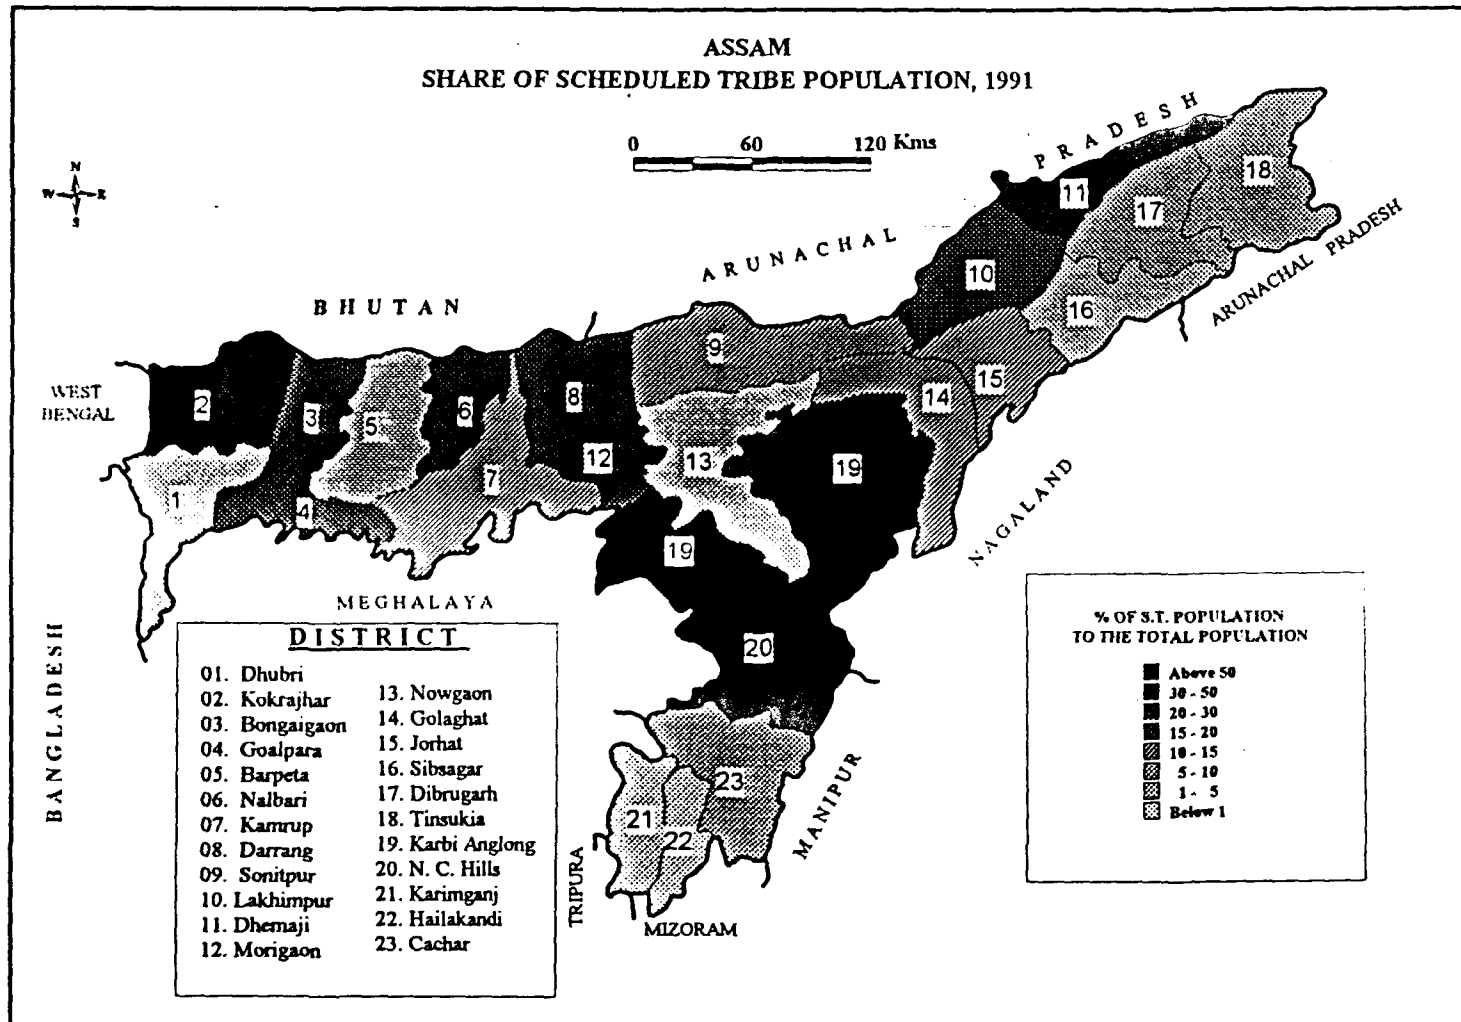 ASSAM
SHARE OF SCHEDULED TRIBE POPULATION, 1991
0 60 120 Kms
N
W E
S
ARUNACHAL PRADESH
BHUTAN
WEST
BENGAL
ARUNACHAL PRADESH
NAGALAND
MEGHALAYA
BANGLADESH
MANIPUR
TRIPURA
MIZORAM
1
2
3
4
5
6
7
8
9
10
11
12
13
14
15
16
17
18
19
19
20
21
22
23
DISTRICT
01. Dhubri
02. Kokrajhar
03. Bongaigaon
04. Goalpara
05. Barpeta
06. Nalbari
07. Kamrup
08. Darrang
09. Sonitpur
10. Lakhimpur
11. Dhemaji
12. Morigaon
13. Nowgaon
14. Golaghat
15. Jorhat
16. Sibsagar
17. Dibrugarh
18. Tinsukia
19. Karbi Anglong
20. N. C. Hills
21. Karimganj
22. Hailakandi
23. Cachar
% OF S.T. POPULATION
TO THE TOTAL POPULATION
Above 50
30 - 50
20 - 30
15 - 20
10 - 15
5 - 10
1 - 5
Below 1